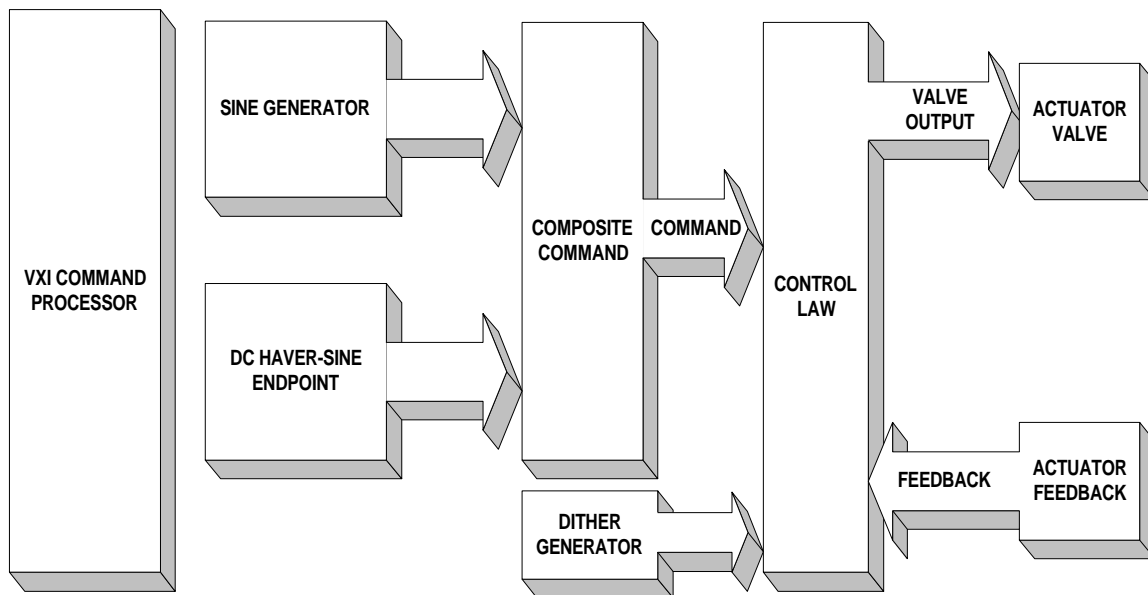 VXI COMMAND
PROCESSOR
SINE GENERATOR
DC HAVER-SINE
ENDPOINT
COMPOSITE
COMMAND
DITHER
GENERATOR
COMMAND
CONTROL
LAW
VALVE
OUTPUT
ACTUATOR
VALVE
FEEDBACK
ACTUATOR
FEEDBACK